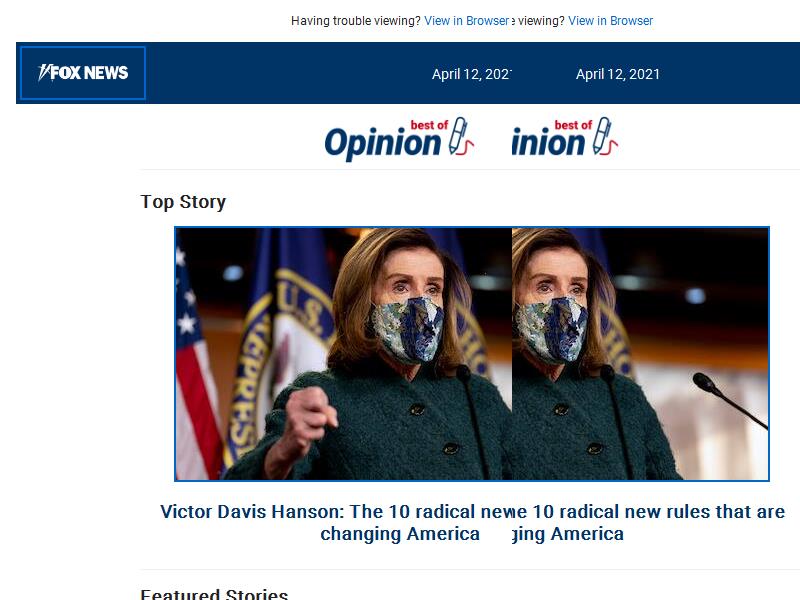 Having trouble viewing? View in Browser e viewing? View in Browser
FOX NEWS
April 12, 202 April 12, 2021
best of best of
Opinion inion
Top Story
U.S.
Victor Davis Hanson: The 10 radical new e 10 radical new rules that are
changing America ging America
Featured Stories